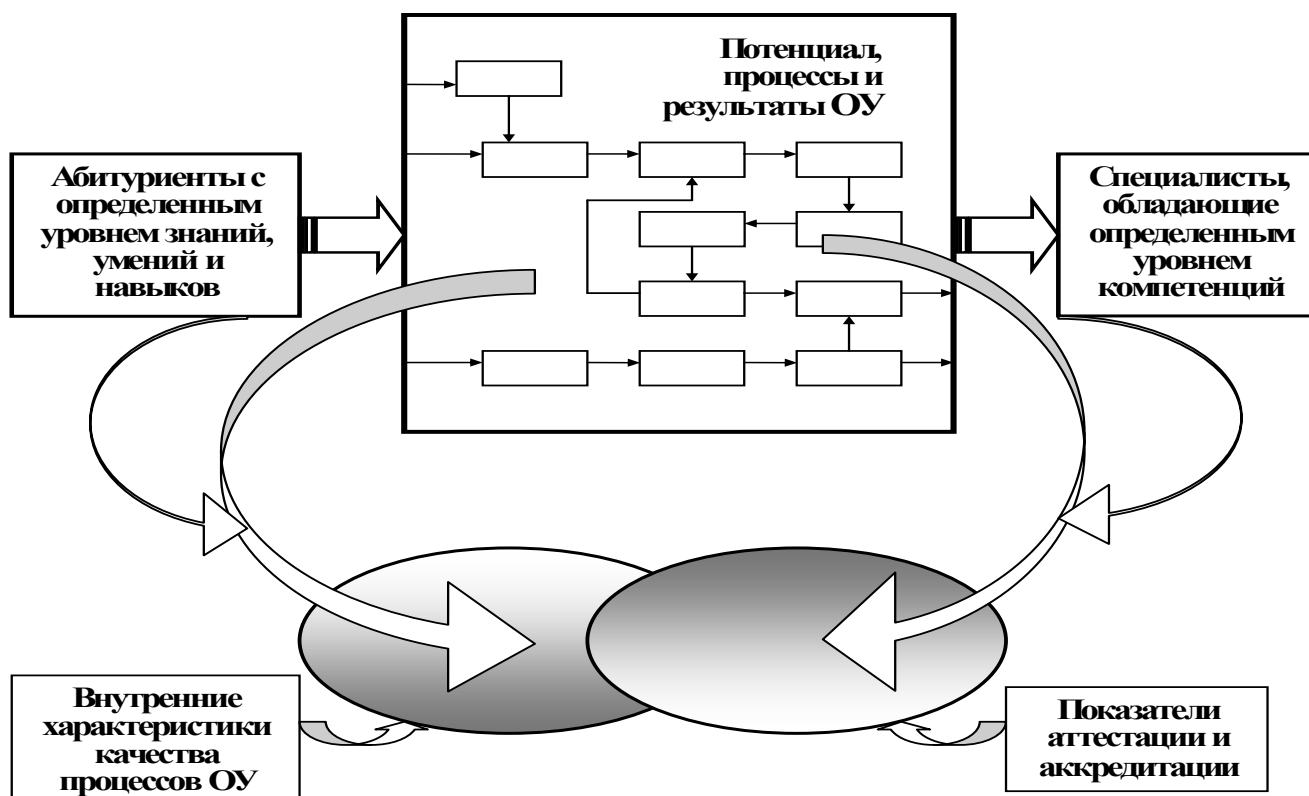 Потенциал,
процессы и
результаты ОУ
Абитуриенты с
определенным
уровнем знаний,
умений и
навыков
Специалисты,
обладающие
определенным
уровнем
компетенций
Внутренние
характеристики
качества
процессов ОУ
Показатели
аттестации и
аккредитации